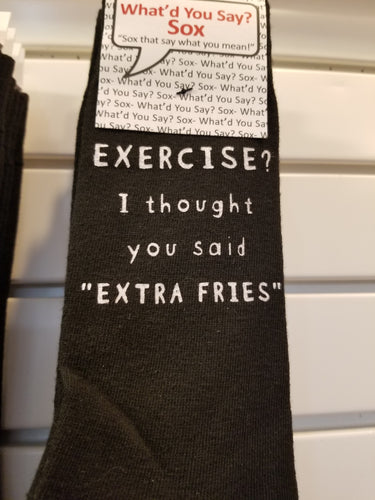 What'd You Say?
Sox
"Sox that say what you mean!"
EXERCISE?
I thought
you said
"EXTRA FRIES"